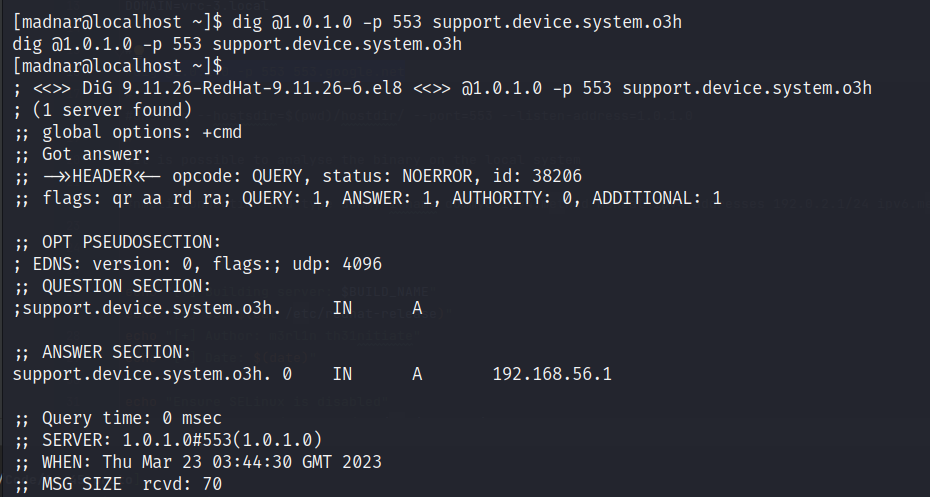 [madnar@localhost ~]$ dig @1.0.1.0 -p 553 support.device.system.o3h
dig @1.0.1.0 -p 553 support.device.system.o3h
[madnar@localhost ~]$
; <<>> DiG 9.11.26-RedHat-9.11.26-6.el8 <<>> @1.0.1.0 -p 553 support.device.system.o3h
; (1 server found)
;; global options: +cmd
;; Got answer:
;; ->>HEADER<<- opcode: QUERY, status: NOERROR, id: 38206
;; flags: qr aa rd ra; QUERY: 1, ANSWER: 1, AUTHORITY: 0, ADDITIONAL: 1
;; OPT PSEUDOSECTION:
; EDNS: version: 0, flags:; udp: 4096
;; QUESTION SECTION:
;support.device.system.o3h. IN A
;; ANSWER SECTION:
support.device.system.o3h. 0 IN A 192.168.56.1
;; Query time: 0 msec
;; SERVER: 1.0.1.0#553(1.0.1.0)
;; WHEN: Thu Mar 23 03:44:30 GMT 2023
;; MSG SIZE rcvd: 70